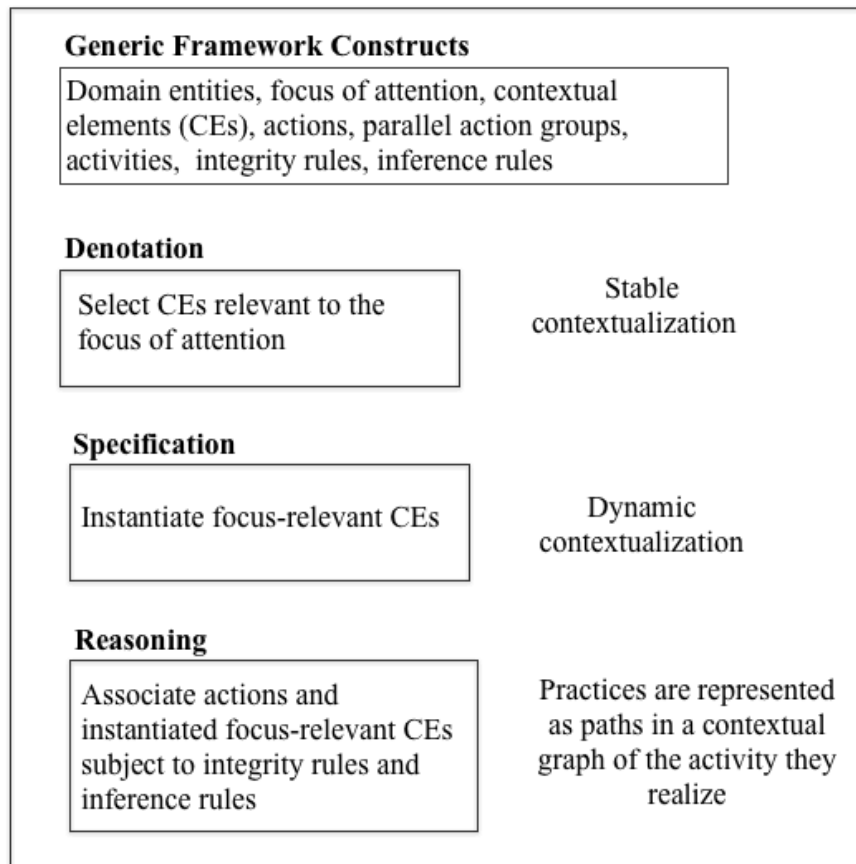 Generic Framework Constructs
Domain entities, focus of attention, contextual
elements (CEs), actions, parallel action groups,
activities,  integrity rules, inference rules
Denotation
Select CEs relevant to the
focus of attention
Stable
contextualization
Specification
Instantiate focus-relevant CEs
Dynamic
contextualization
Reasoning
Associate actions and
instantiated focus-relevant CEs
subject to integrity rules and
inference rules
Practices are represented
as paths in a contextual
graph of the activity they
realize